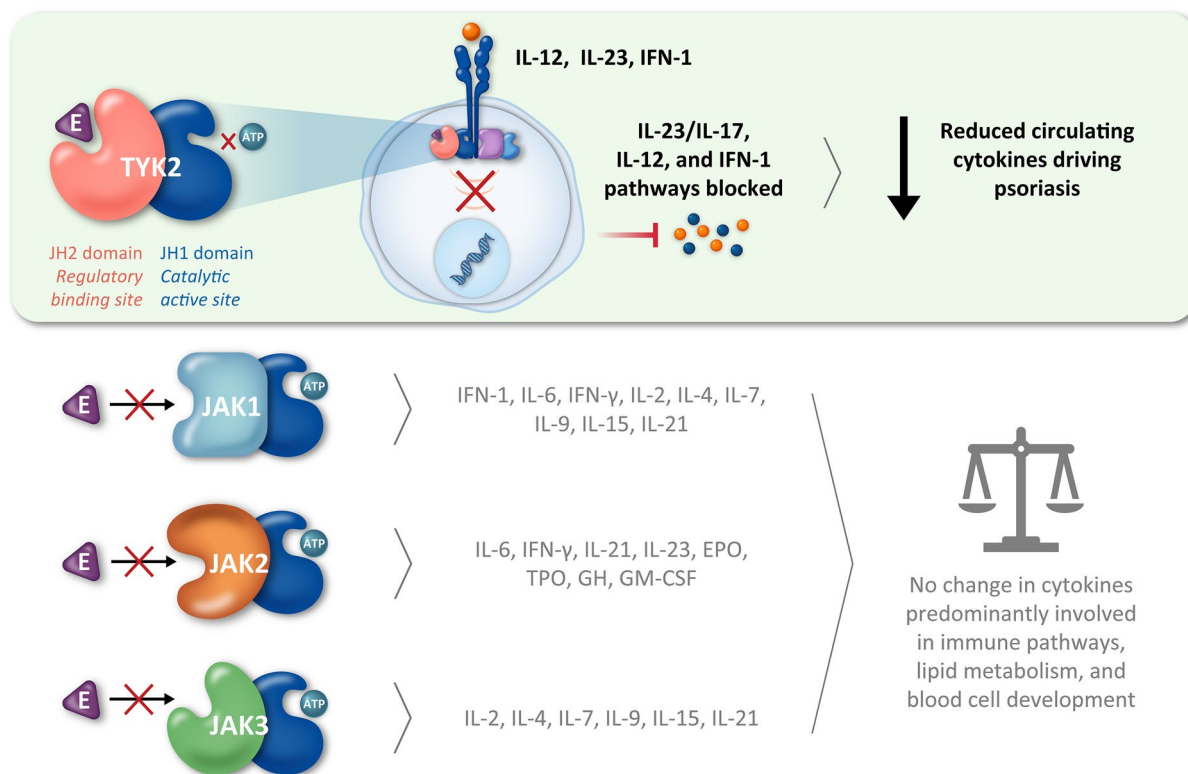 IL-12, IL-23, IFN-1
E
TYK2
ATP
JH2 domain
Regulatory
binding site
JH1 domain
Catalytic
active site
IL-23/IL-17,
IL-12, and IFN-1
pathways blocked
Reduced circulating
cytokines driving
psoriasis
E
JAK1
ATP
IFN-1, IL-6, IFN-γ, IL-2, IL-4, IL-7,
IL-9, IL-15, IL-21
E
JAK2
ATP
IL-6, IFN-γ, IL-21, IL-23, EPO,
TPO, GH, GM-CSF
E
JAK3
ATP
IL-2, IL-4, IL-7, IL-9, IL-15, IL-21
No change in cytokines
predominantly involved
in immune pathways,
lipid metabolism, and
blood cell development